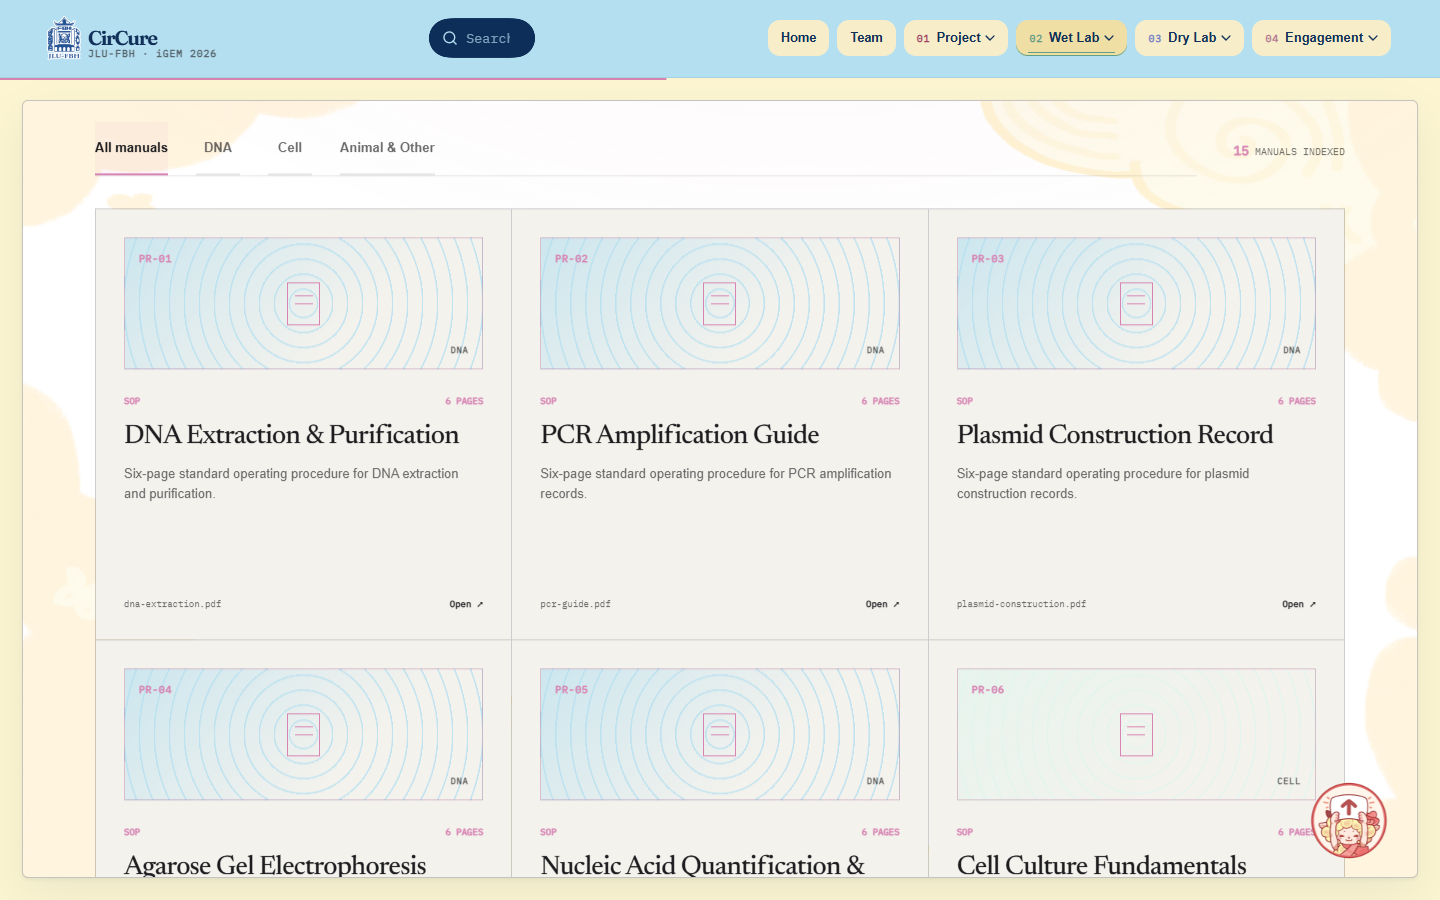 CirCure
JLU-FBH · iGEM 2026
JLU-FBH
Search
Home
Team
01 Project
02 Wet Lab
03 Dry Lab
04 Engagement
All manuals
DNA
Cell
Animal & Other
15 MANUALS INDEXED
PR-01
DNA
SOP
6 PAGES
DNA Extraction & Purification
Six-page standard operating procedure for DNA extraction
and purification.
dna-extraction.pdf
Open ↗
PR-02
DNA
SOP
6 PAGES
PCR Amplification Guide
Six-page standard operating procedure for PCR amplification
records.
pcr-guide.pdf
Open ↗
PR-03
DNA
SOP
6 PAGES
Plasmid Construction Record
Six-page standard operating procedure for plasmid
construction records.
plasmid-construction.pdf
Open ↗
PR-04
DNA
SOP
6 PAGES
Agarose Gel Electrophoresis
PR-05
DNA
SOP
6 PAGES
Nucleic Acid Quantification &
PR-06
CELL
SOP
6 PAGES
Cell Culture Fundamentals